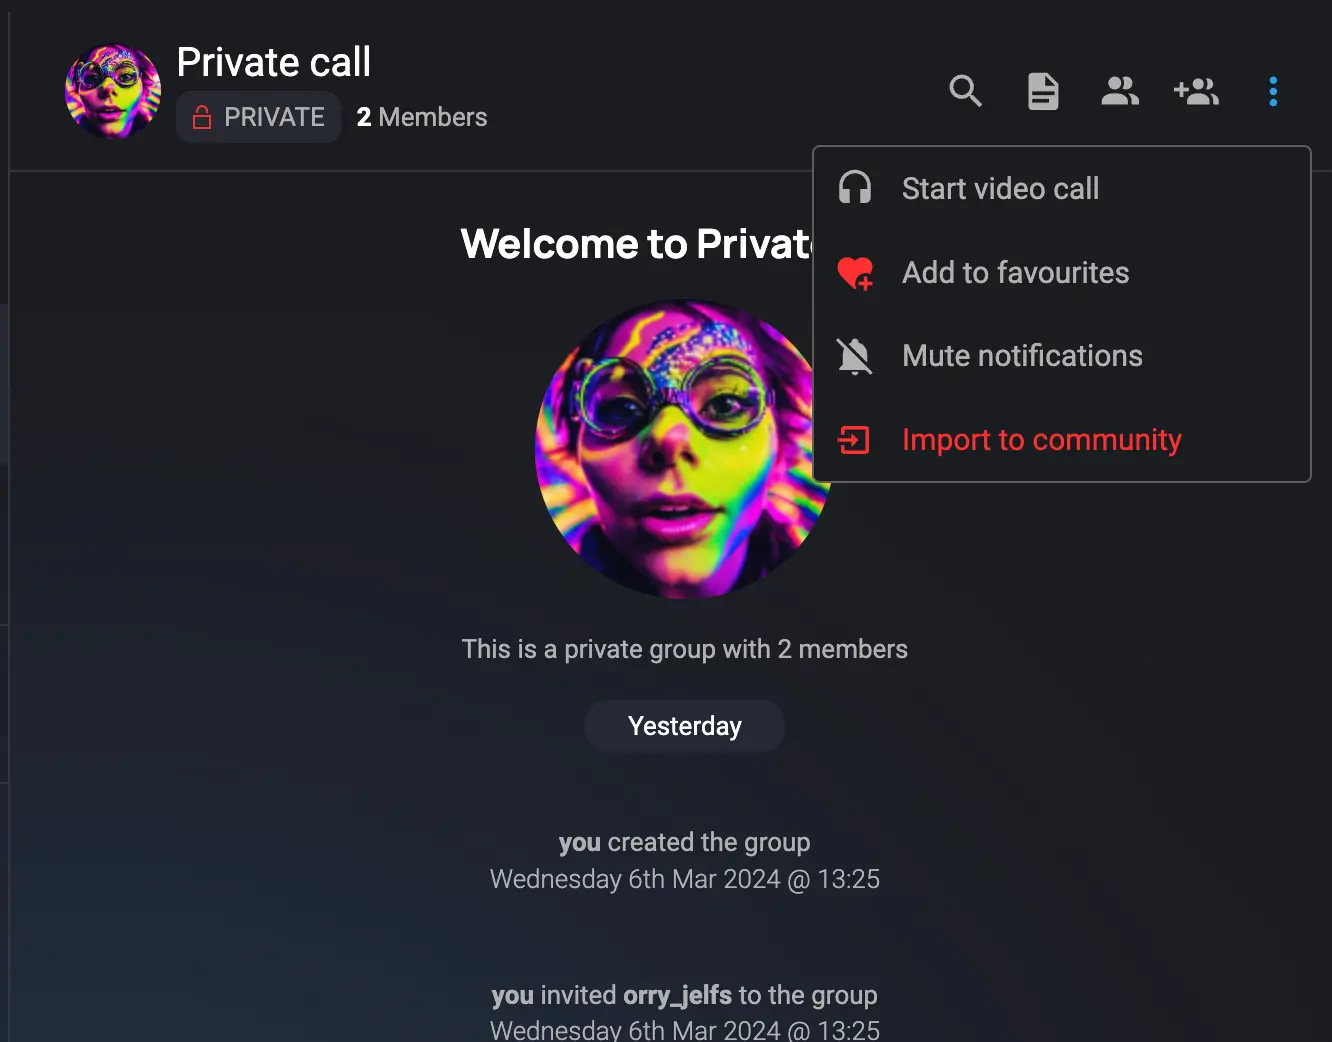 Private call
PRIVATE 2 Members
Start video call
Add to favourites
Mute notifications
Import to community
Welcome to Privat
This is a private group with 2 members
Yesterday
you created the group
Wednesday 6th Mar 2024 @ 13:25
you invited orry_jelfs to the group
Wednesday 6th Mar 2024 @ 13:25